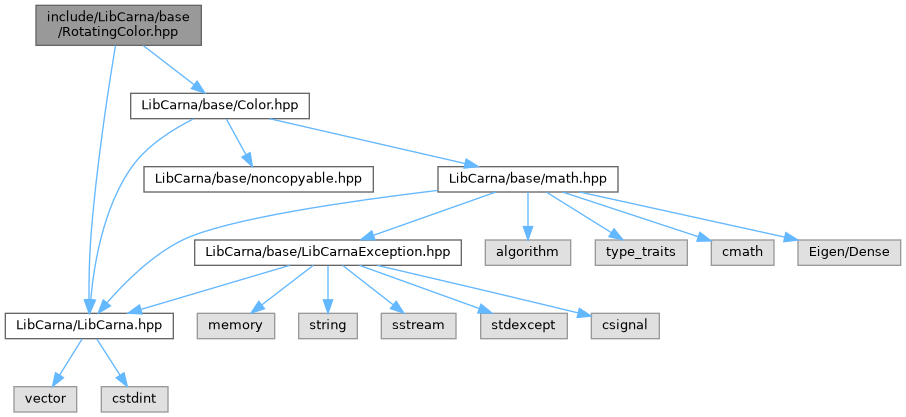 include/LibCarna/base
/RotatingColor.hpp
LibCarna/base/Color.hpp
LibCarna/base/noncopyable.hpp
LibCarna/base/math.hpp
LibCarna/base/LibCarnaException.hpp
algorithm
type_traits
cmath
Eigen/Dense
LibCarna/LibCarna.hpp
memory
string
sstream
stdexcept
csignal
vector
cstdint